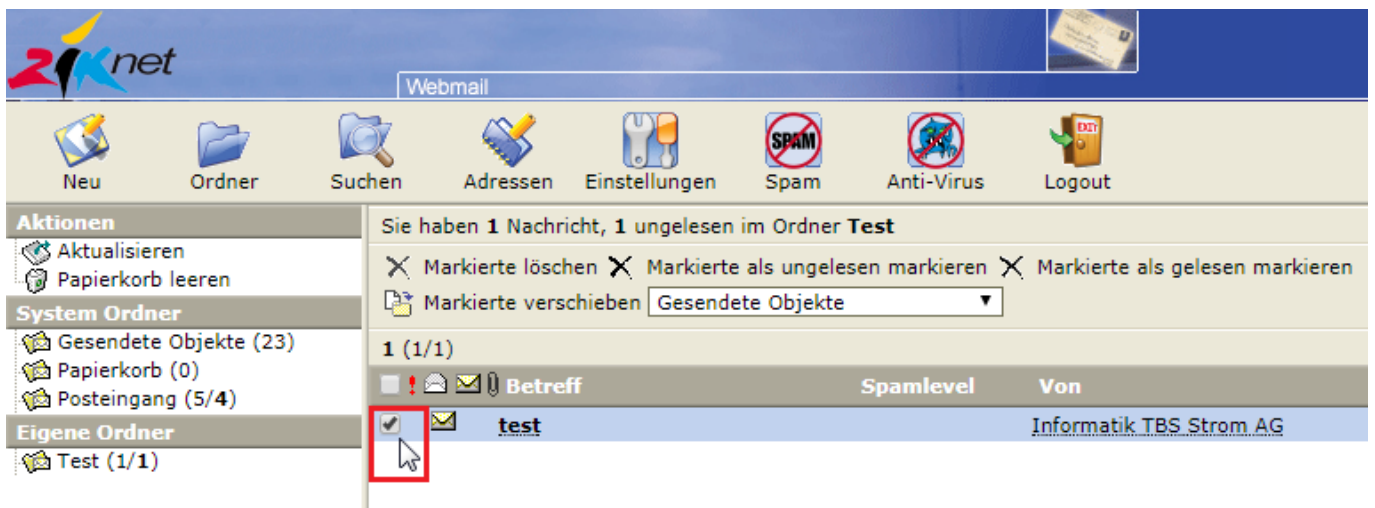 ziknet
Webmail
Neu Ordner Suchen Adressen Einstellungen SPAM Spam Anti-Virus EXIT Logout
Aktionen
Aktualisieren
Papierkorb leeren
System Ordner
Gesendete Objekte (23)
Papierkorb (0)
Posteingang (5/4)
Eigene Ordner
Test (1/1)
Sie haben 1 Nachricht, 1 ungelesen im Ordner Test
Markierte löschen Markierte als ungelesen markieren Markierte als gelesen markieren
Markierte verschieben Gesendete Objekte
1 (1/1)
Betreff Spamlevel Von
test Informatik TBS Strom AG